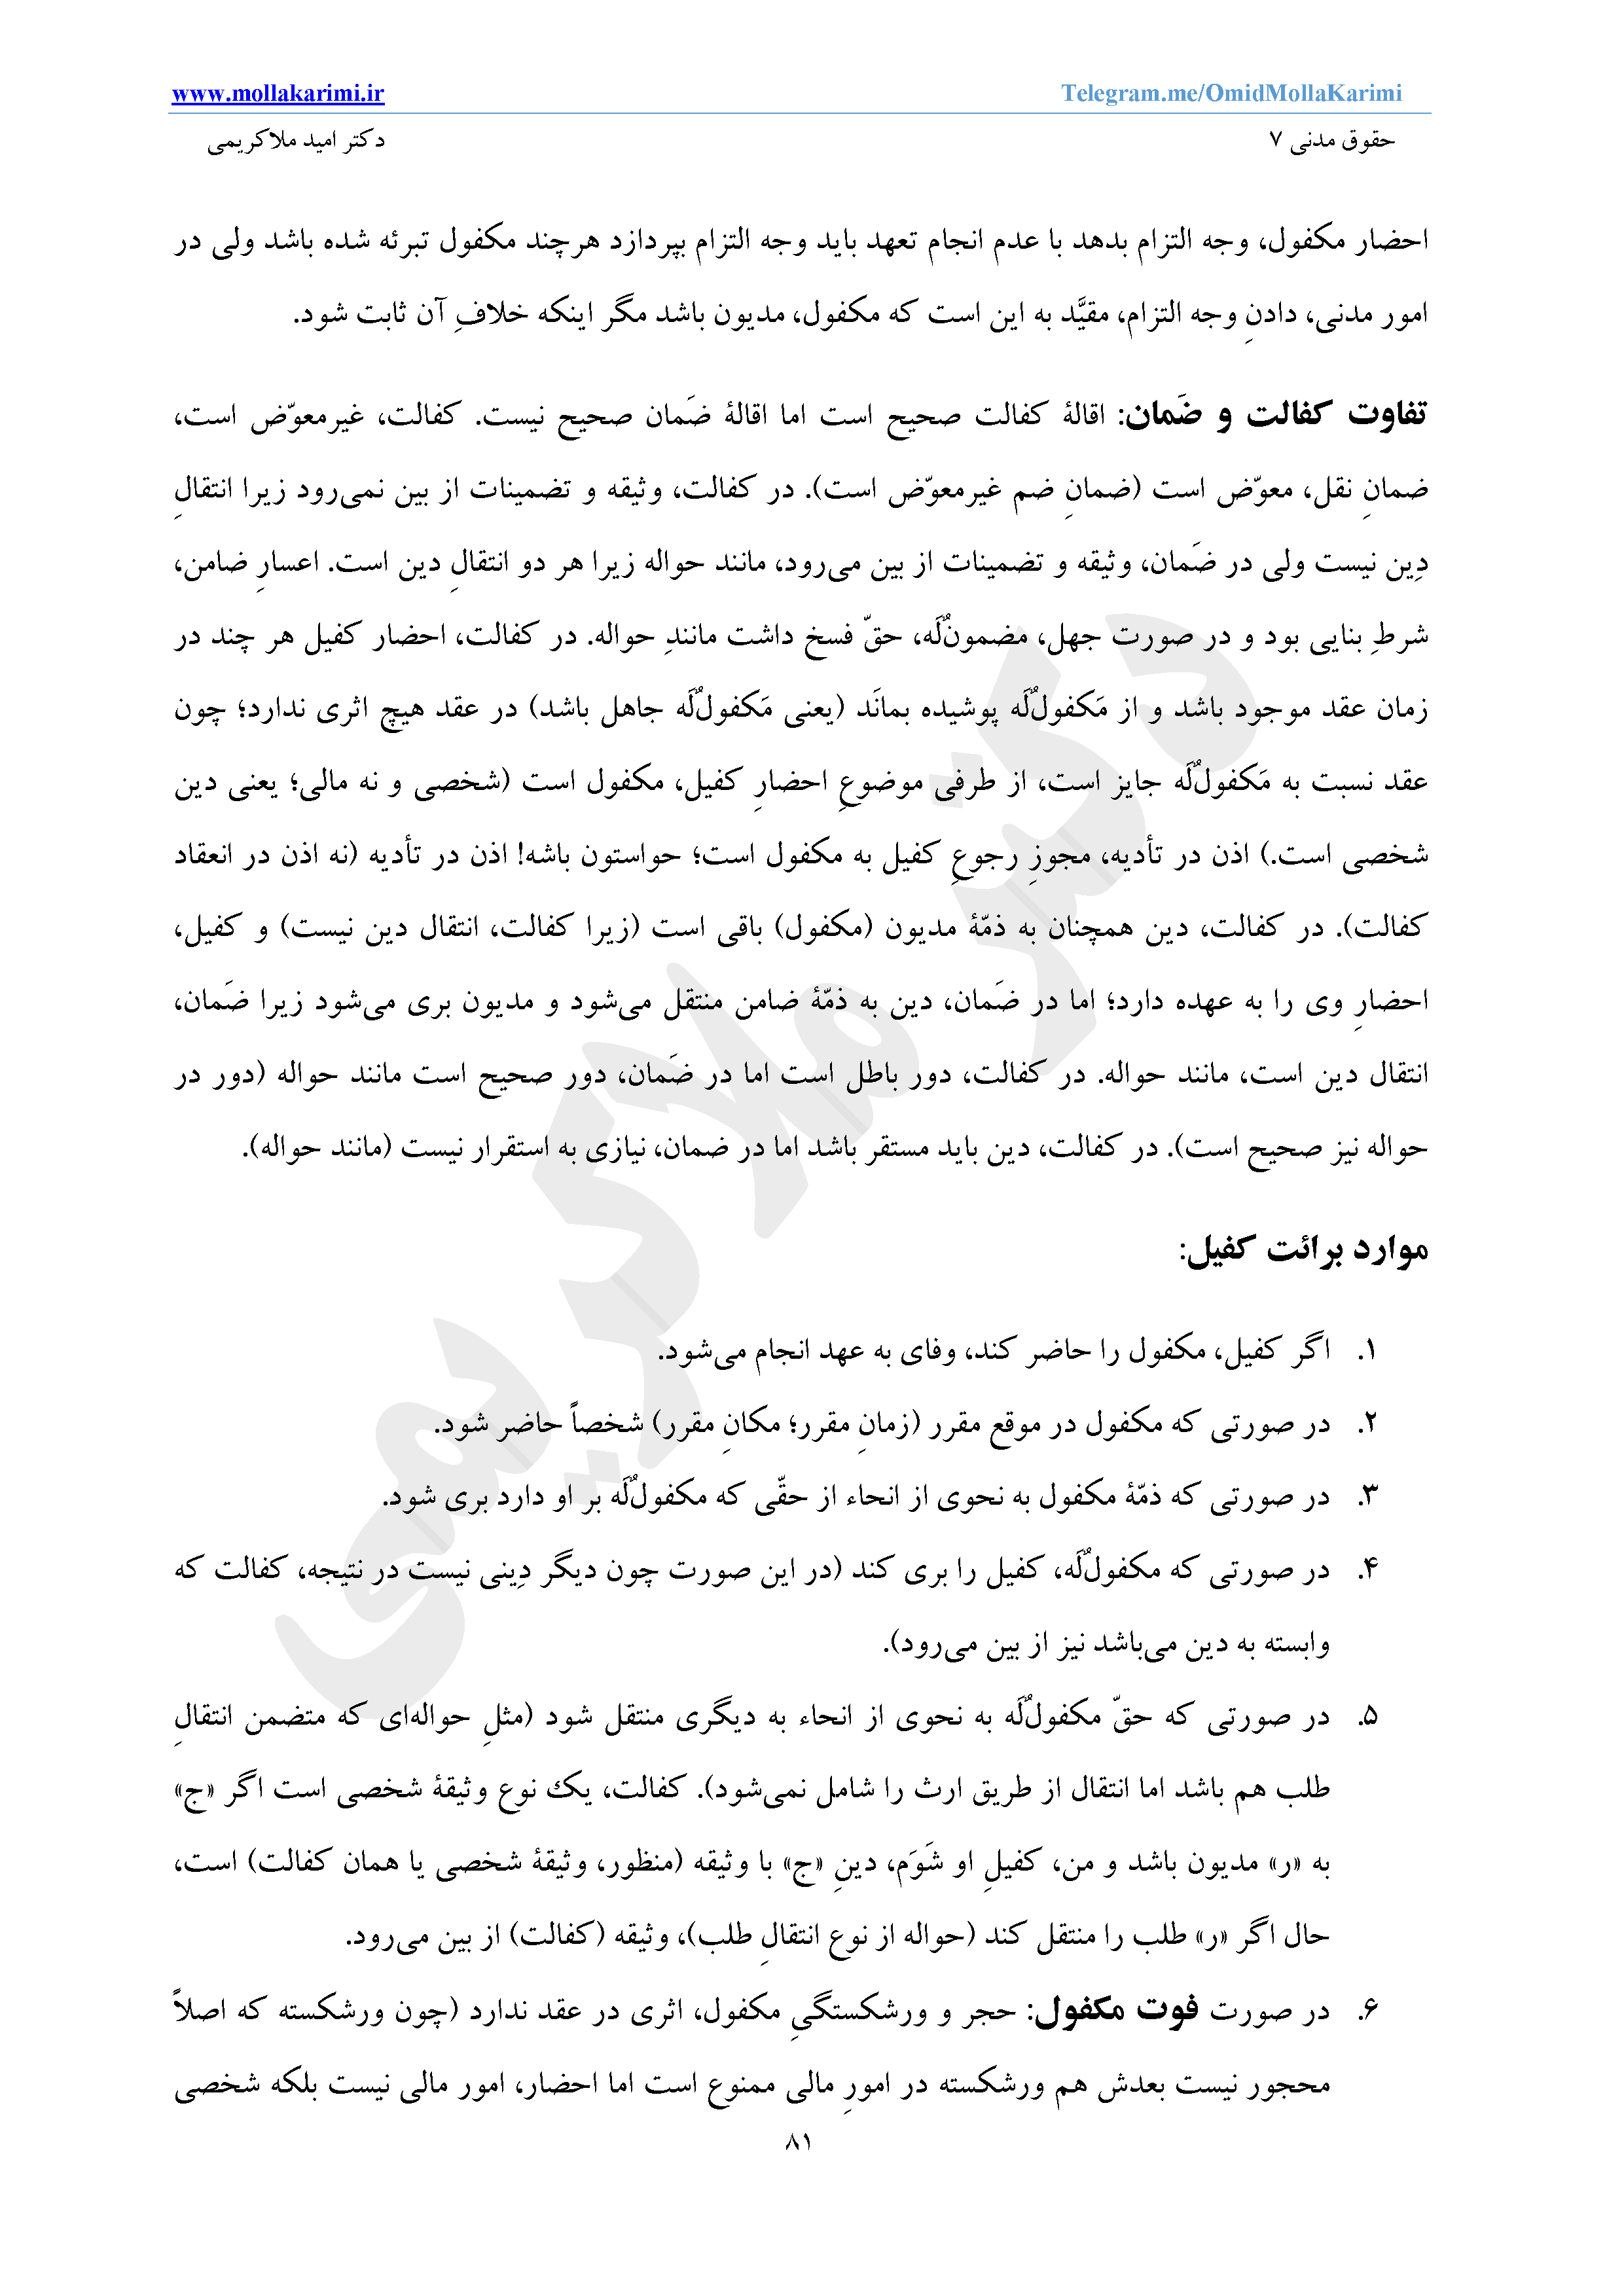 www.mollakarimi.ir
Telegram.me/OmidMollaKarimi
حقوق مدنی ۷
دکتر امید ملاکریمی
احضار مکفول، وجه التزام بدهد با عدم انجام تعهد باید وجه التزام بپردازد هرچند مکفول تبرئه شده باشد ولی در
امور مدنی، دادنِ وجه التزام، مقیَّد به این است که مکفول، مدیون باشد مگر اینکه خلافِ آن ثابت شود.
تفاوت کفالت و ضَمان: اقالهٔ کفالت صحیح است اما اقالهٔ ضَمان صحیح نیست. کفالت، غیرمعوّض است،
ضمانِ نقل، معوّض است (ضمانِ ضم غیرمعوّض است). در کفالت، وثیقه و تضمینات از بین نمی‌رود زیرا انتقالِ
دِین نیست ولی در ضَمان، وثیقه و تضمینات از بین می‌رود، مانند حواله زیرا هر دو انتقالِ دین است. اعسارِ ضامن،
شرطِ بنایی بود و در صورت جهل، مضمونٌ‌لَه، حقّ فسخ داشت مانندِ حواله. در کفالت، احضار کفیل هر چند در
زمان عقد موجود باشد و از مَکفولٌ‌لَه پوشیده بمانَد (یعنی مَکفولٌ‌لَه جاهل باشد) در عقد هیچ اثری ندارد؛ چون
عقد نسبت به مَکفولٌ‌لَه جایز است، از طرفی موضوعِ احضارِ کفیل، مکفول است (شخصی و نه مالی؛ یعنی دین
شخصی است.) اذن در تأدیه، مجوزِ رجوعِ کفیل به مکفول است؛ حواستون باشه! اذن در تأدیه (نه اذن در انعقاد
کفالت). در کفالت، دین همچنان به ذمّهٔ مدیون (مکفول) باقی است (زیرا کفالت، انتقال دین نیست) و کفیل،
احضارِ وی را به عهده دارد؛ اما در ضَمان، دین به ذمّهٔ ضامن منتقل می‌شود و مدیون بری می‌شود زیرا ضَمان،
انتقال دین است، مانند حواله. در کفالت، دور باطل است اما در ضَمان، دور صحیح است مانند حواله (دور در
حواله نیز صحیح است). در کفالت، دین باید مستقر باشد اما در ضمان، نیازی به استقرار نیست (مانند حواله).
موارد برائت کفیل:
۱. اگر کفیل، مکفول را حاضر کند، وفای به عهد انجام می‌شود.
۲. در صورتی که مکفول در موقع مقرر (زمانِ مقرر؛ مکانِ مقرر) شخصاً حاضر شود.
۳. در صورتی که ذمّهٔ مکفول به نحوی از انحاء از حقّی که مکفولٌ‌لَه بر او دارد بری شود.
۴. در صورتی که مکفولٌ‌لَه، کفیل را بری کند (در این صورت چون دیگر دِینی نیست در نتیجه، کفالت که
وابسته به دین می‌باشد نیز از بین می‌رود).
۵. در صورتی که حقّ مکفولٌ‌لَه به نحوی از انحاء به دیگری منتقل شود (مثلِ حواله‌ای که متضمن انتقالِ
طلب هم باشد اما انتقال از طریق ارث را شامل نمی‌شود). کفالت، یک نوع وثیقهٔ شخصی است اگر «ج»
به «ر» مدیون باشد و من، کفیلِ او شَوَم، دینِ «ج» با وثیقه (منظور، وثیقهٔ شخصی یا همان کفالت) است،
حال اگر «ر» طلب را منتقل کند (حواله از نوع انتقالِ طلب)، وثیقه (کفالت) از بین می‌رود.
۶. در صورت فوت مکفول: حجر و ورشکستگیِ مکفول، اثری در عقد ندارد (چون ورشکسته که اصلاً
محجور نیست بعدش هم ورشکسته در امورِ مالی ممنوع است اما احضار، امور مالی نیست بلکه شخصی
۸۱
دکتر ملاکریمی